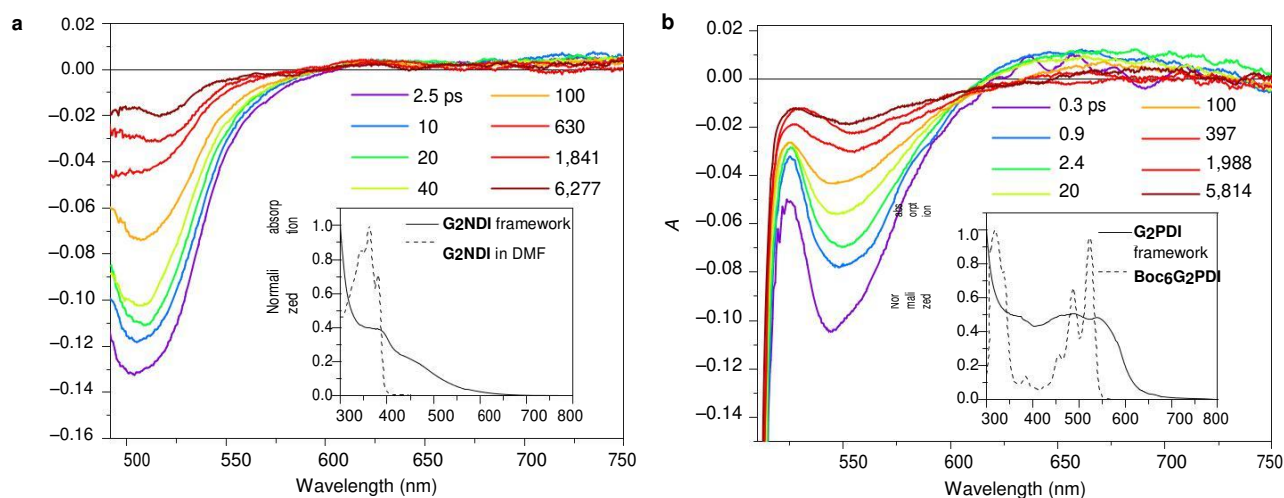 a
0.02
0.00
−0.02
−0.04
−0.06
−0.08
−0.10
−0.12
−0.14
−0.16
2.5 ps
10
20
40
100
630
1,841
6,277
absorp
tion
Normali
zed
1.0
0.8
0.6
0.4
0.2
0.0
G2NDI framework
G2NDI in DMF
300 400 500 600 700 800
500 550 600 650 700 750
Wavelength (nm)
b
A
0.02
0.00
−0.02
−0.04
−0.06
−0.08
−0.10
−0.12
−0.14
0.3 ps
0.9
2.4
20
100
397
1,988
5,814
abs
orpt
ion
Nor
mali
zed
1.0
0.8
0.6
0.4
0.2
0.0
G2PDI
framework
Boc6G2PDI
300 400 500 600 700 800
550 600 650 700 750
Wavelength (nm)